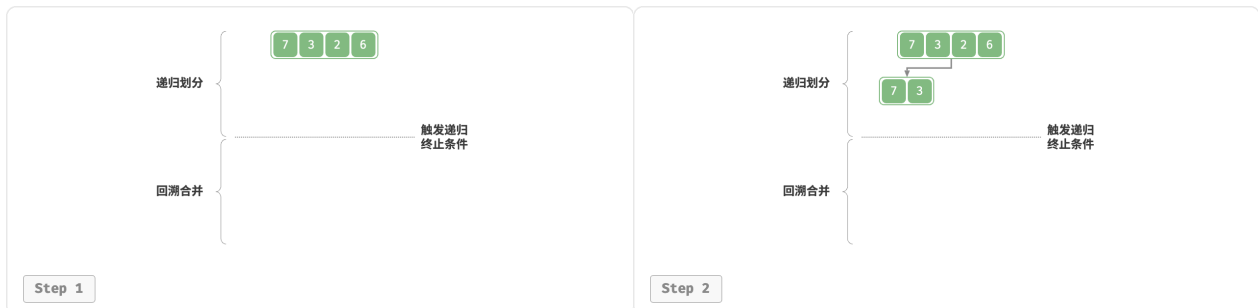 7 3 2 6
递归划分
触发递归
终止条件
回溯合并
Step 1
7 3 2 6
递归划分
7 3
触发递归
终止条件
回溯合并
Step 2